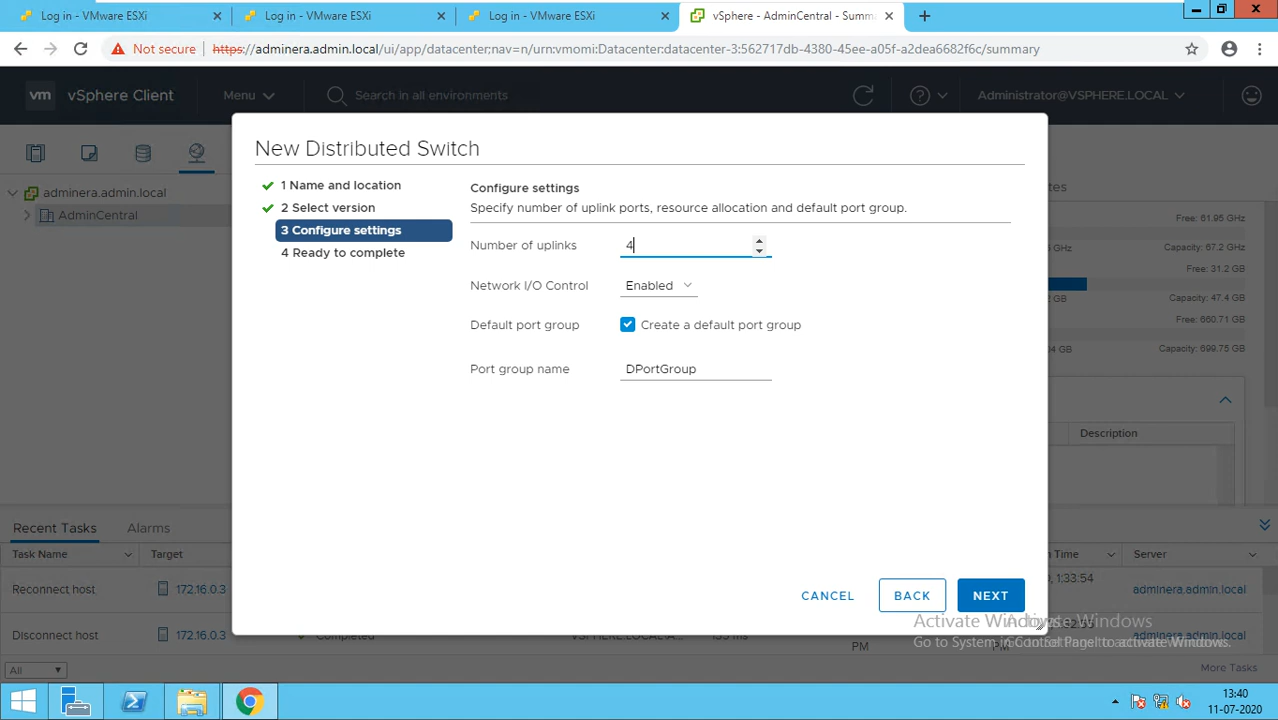 Log in - VMware ESXi
Log in - VMware ESXi
Log in - VMware ESXi
vSphere - AdminCentral - Summ
Not secure
https://adminera.admin.local/ui/app/datacenter;nav=n/urn:vmomi:Datacenter:datacenter-3:562717db-4380-45ee-a05f-a2dea6682f6c/summary
vm vSphere Client
Menu
Search in all environments
Administrator@VSPHERE.LOCAL
adminera.admin.local
AdminCentral
New Distributed Switch
1 Name and location
2 Select version
3 Configure settings
4 Ready to complete
Configure settings
Specify number of uplink ports, resource allocation and default port group.
Number of uplinks 4
Network I/O Control Enabled
Default port group Create a default port group
Port group name DPortGroup
CANCEL BACK NEXT
Free: 61.95 GHz
Capacity: 67.2 GHz
Free: 31.2 GB
Capacity: 47.4 GB
Free: 660.71 GB
Capacity: 699.75 GB
Description
Recent Tasks Alarms
Task Name Target Time Server
Reconnect host 172.16.0.3 1:33:54 adminera.admin.local
Disconnect host 172.16.0.3 Completed PM adminera.admin.local
Activate Windows
Go to System in Control Panel to activate Windows.
All
More Tasks
13:40
11-07-2020